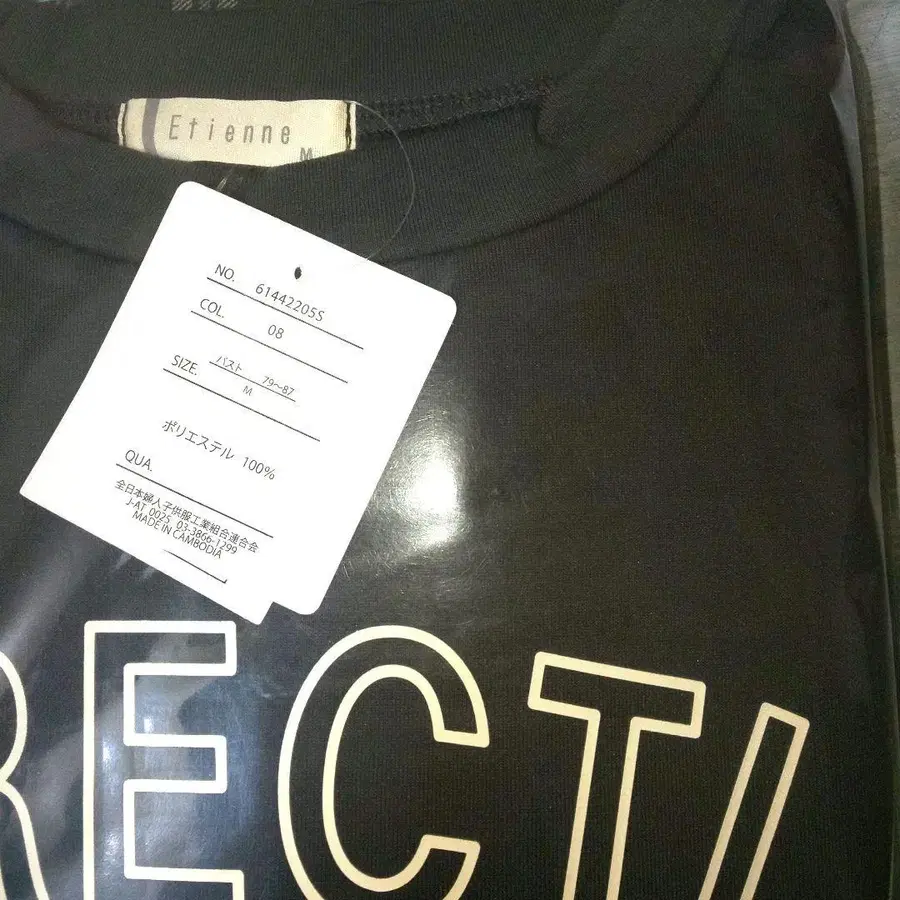 Etienne
M
NO. 61442205S
COL. 08
SIZE. バスト 79〜87
M
ポリエステル 100%
QUA.
全日本婦人子供服工業組合連合会
J-AT 0025 03-3866-1299
MADE IN CAMBODIA
RECTI